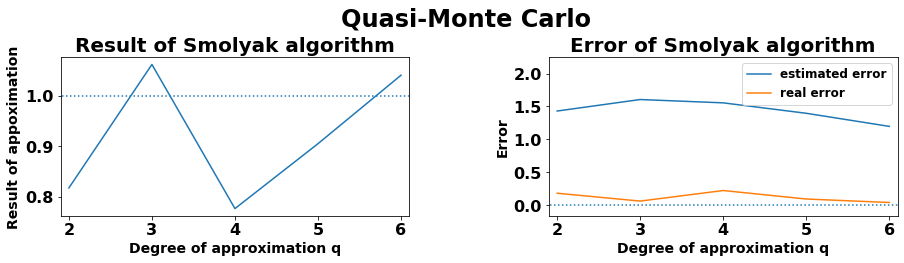 Quasi-Monte Carlo
Result of Smolyak algorithm
Result of appoximation
1.0
0.9
0.8
2 3 4 5 6
Degree of approximation q
Error of Smolyak algorithm
Error
2.0
1.5
1.0
0.5
0.0
estimated error
real error
2 3 4 5 6
Degree of approximation q